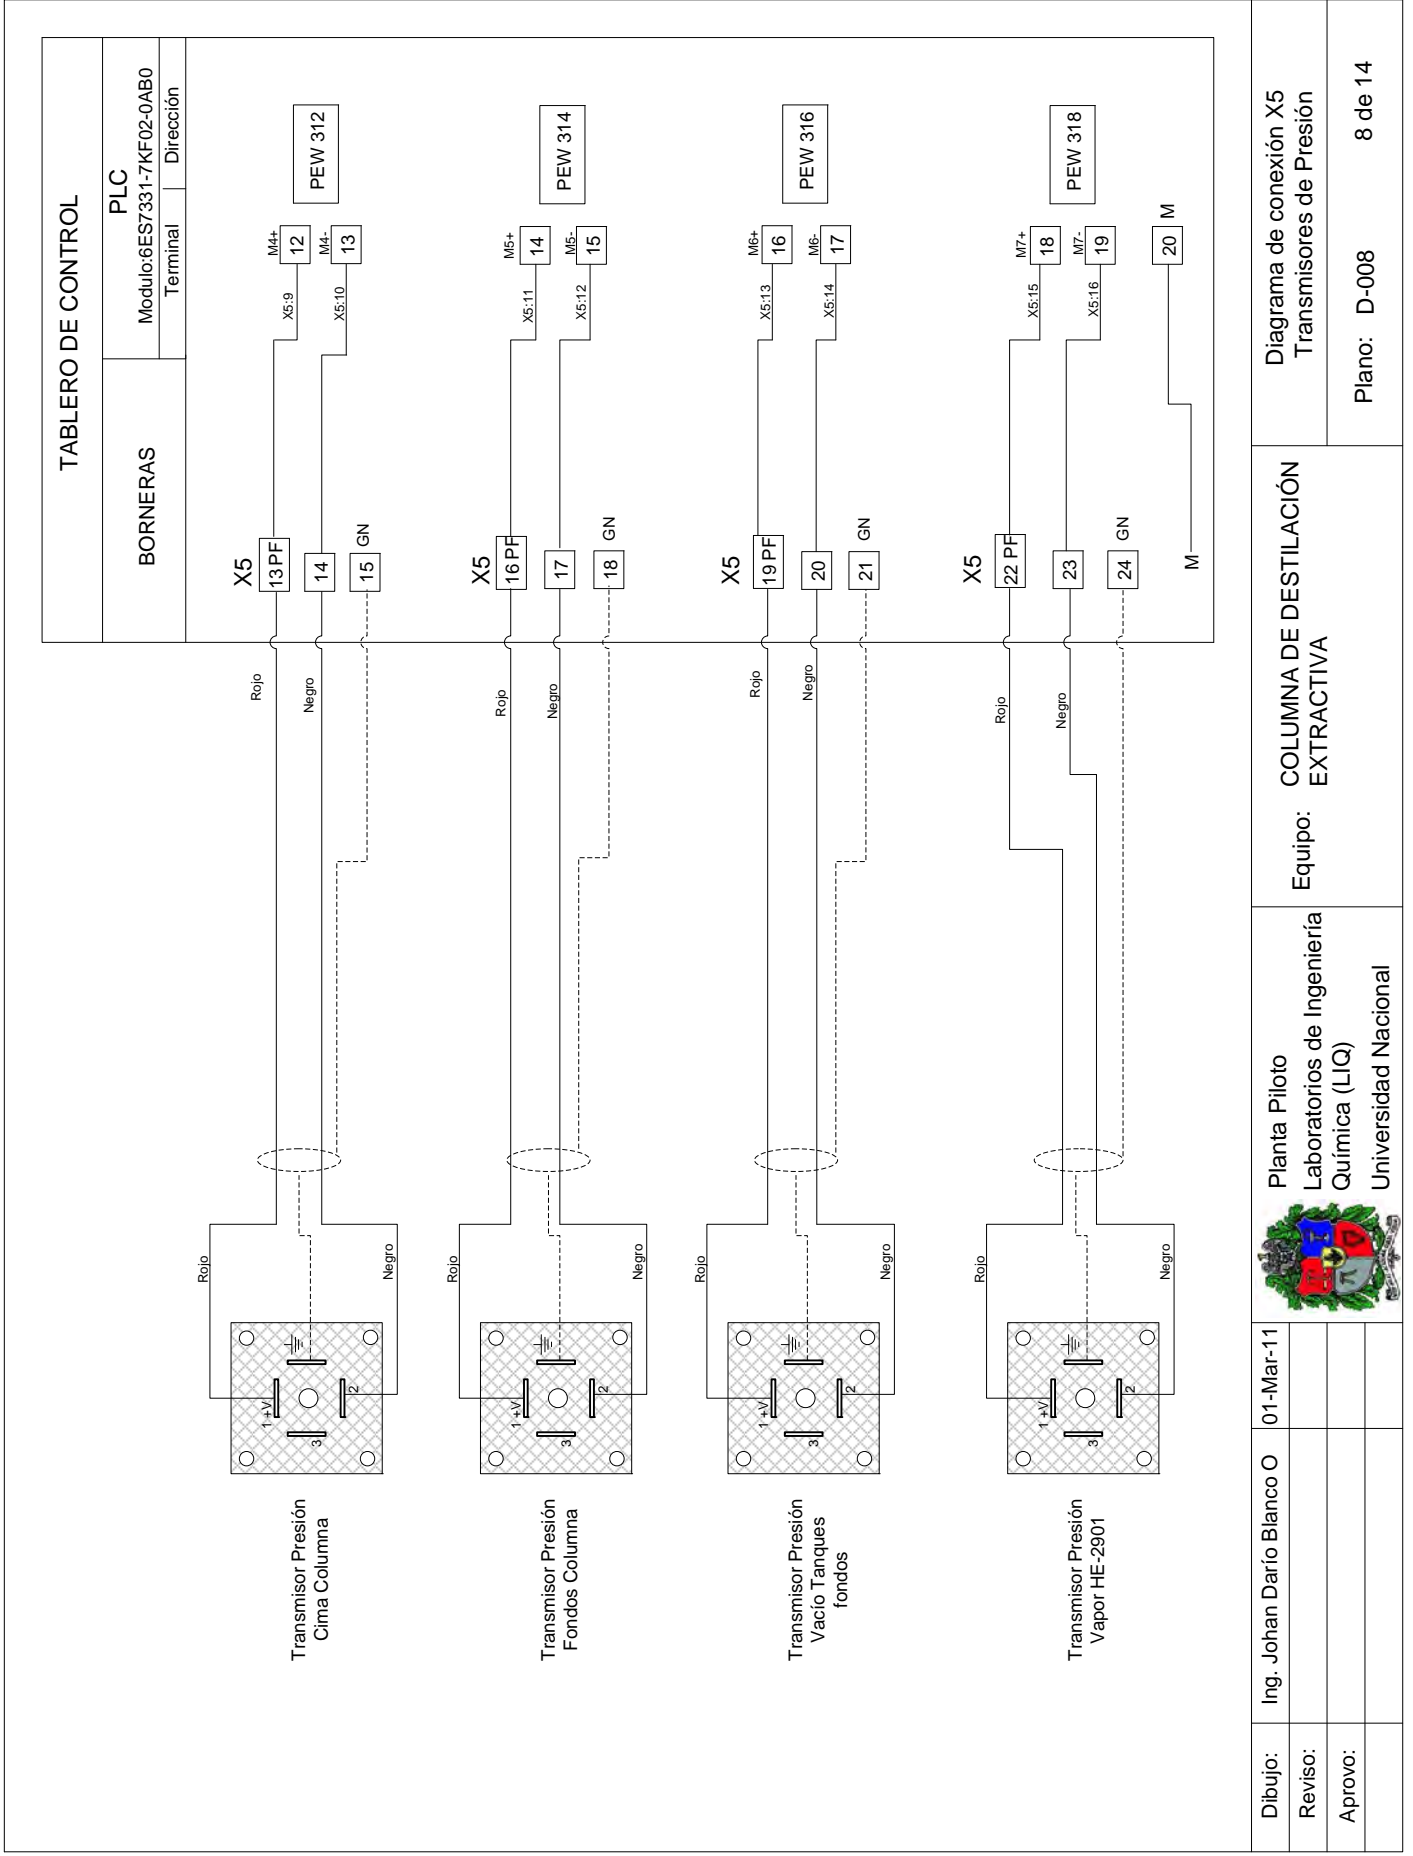 TABLERO DE CONTROL
BORNERAS
PLC
Modulo:6ES7331-7KF02-0AB0
Terminal
Dirección
Transmisor Presión
Cima Columna
1 +V
2
3
Rojo
Negro
Rojo
Negro
X5
13 PF
14
15
GN
X5:9
X5:10
M4+
12
M4-
13
PEW 312
Transmisor Presión
Fondos Columna
1 +V
2
3
Rojo
Negro
Rojo
Negro
X5
16 PF
17
18
GN
X5:11
X5:12
M5+
14
M5-
15
PEW 314
Transmisor Presión
Vacío Tanques
fondos
1 +V
2
3
Rojo
Negro
Rojo
Negro
X5
19 PF
20
21
GN
X5:13
X5:14
M6+
16
M6-
17
PEW 316
Transmisor Presión
Vapor HE-2901
1 +V
2
3
Rojo
Negro
Rojo
Negro
X5
22 PF
23
24
GN
X5:15
X5:16
M7+
18
M7-
19
PEW 318
M
20
M
Dibujo:
Ing. Johan Darío Blanco O
01-Mar-11
Reviso:
Aprovo:
Planta Piloto
Laboratorios de Ingeniería
Química (LIQ)
Universidad Nacional
Equipo:
COLUMNA DE DESTILACIÓN
EXTRACTIVA
Diagrama de conexión X5
Transmisores de Presión
Plano:
D-008
8 de 14